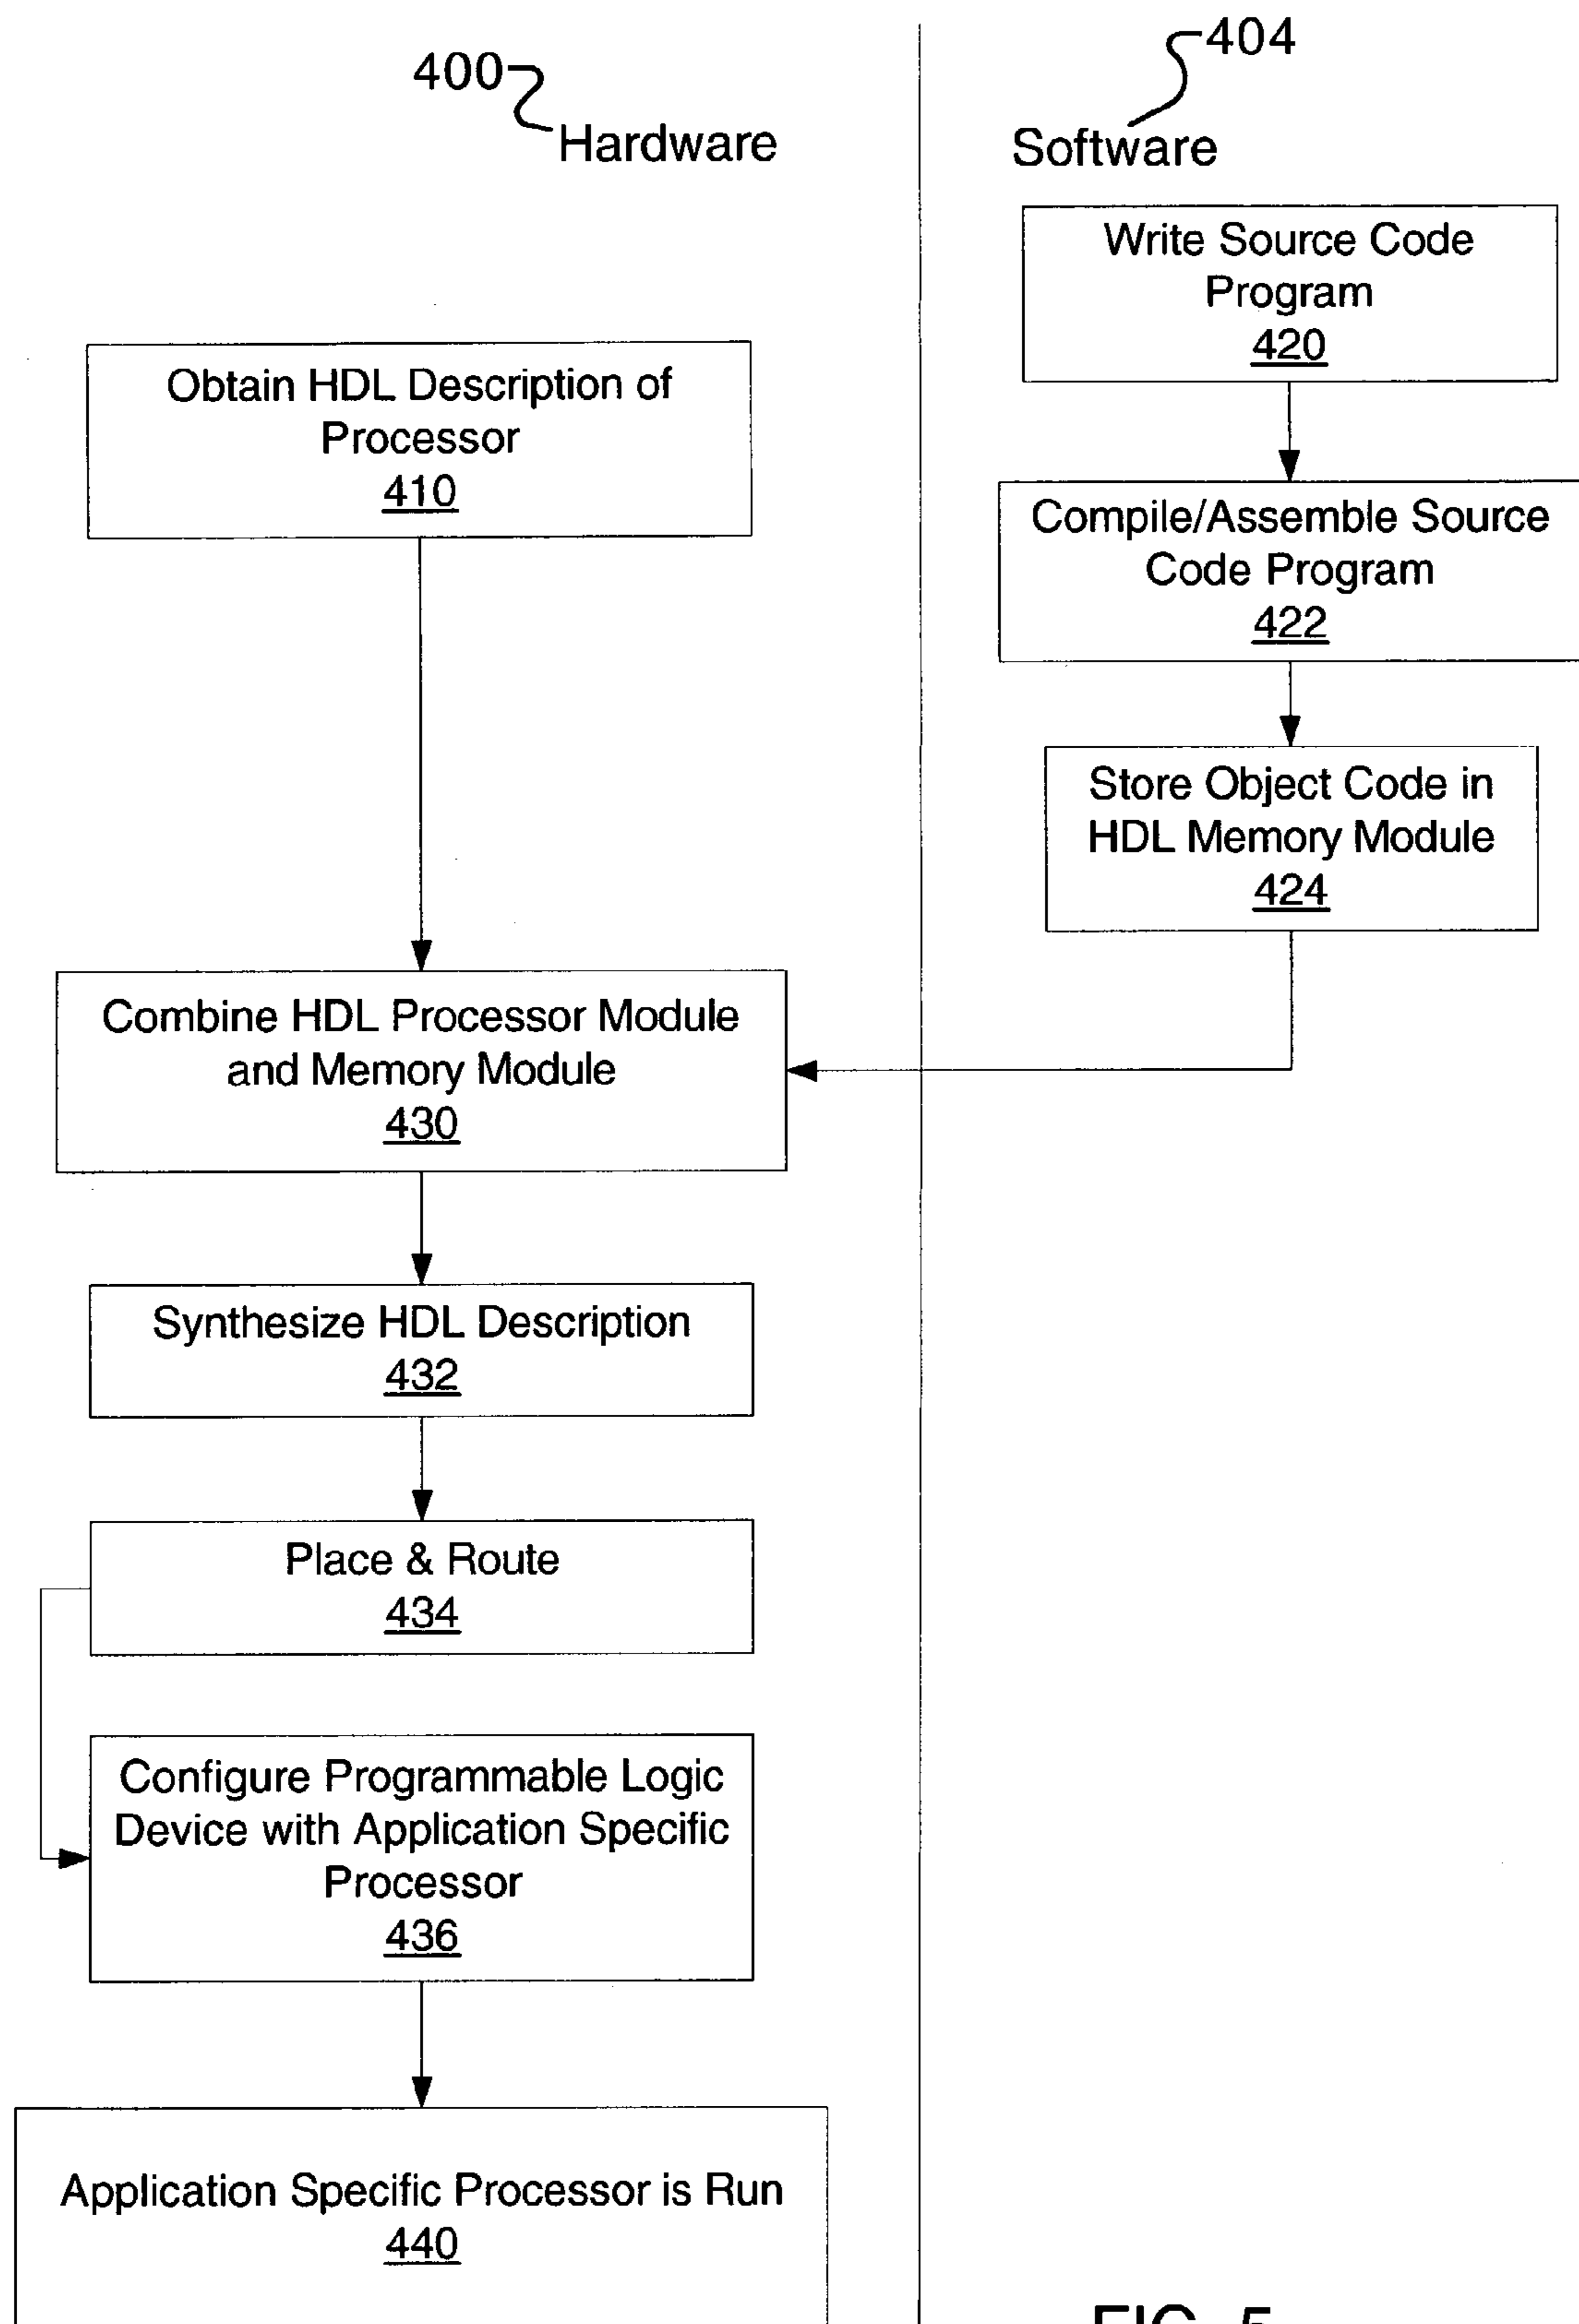 400
Hardware
404
Software
Write Source Code
Program
420
Obtain HDL Description of
Processor
410
Compile/Assemble Source
Code Program
422
Store Object Code in
HDL Memory Module
424
Combine HDL Processor Module
and Memory Module
430
Synthesize HDL Description
432
Place & Route
434
Configure Programmable Logic
Device with Application Specific
Processor
436
Application Specific Processor is Run
440
FIG. 5